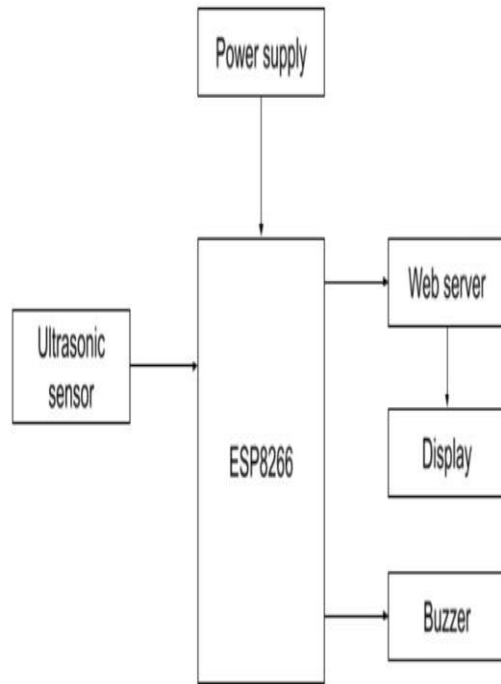 Power supply
Web server
Ultrasonic
sensor
ESP8266
Display
Buzzer